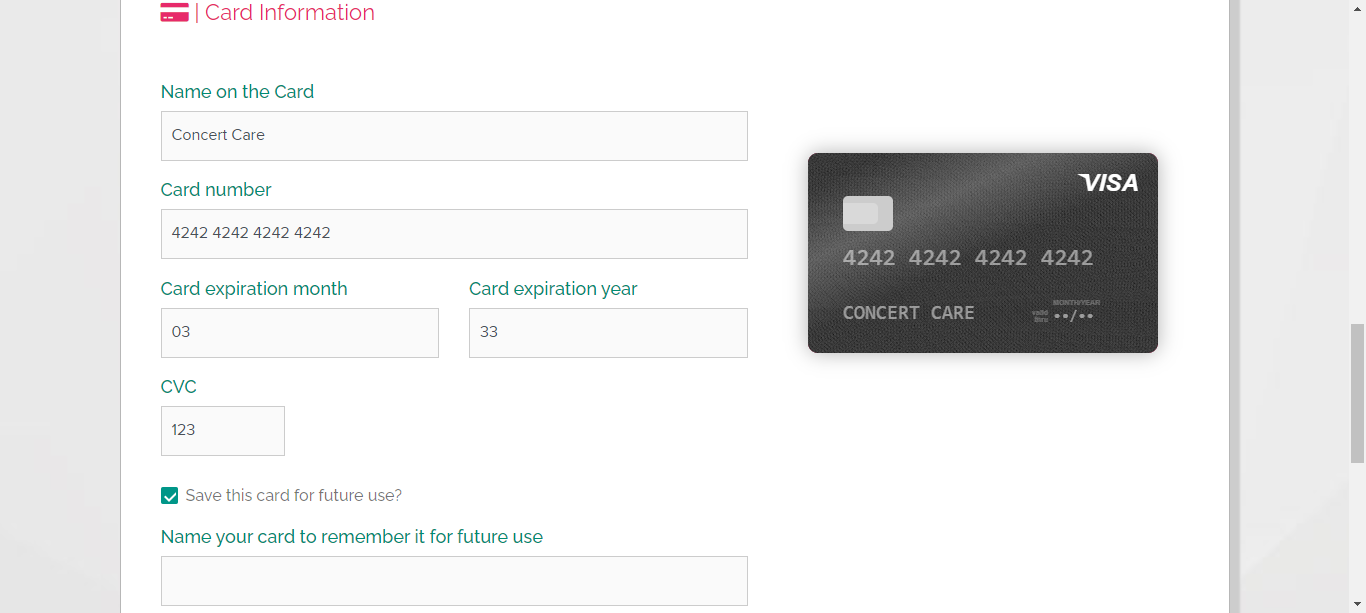 | Card Information
Name on the Card
Concert Care
Card number
4242 4242 4242 4242
Card expiration month
Card expiration year
03
33
CVC
123
Save this card for future use?
Name your card to remember it for future use
VISA
4242 4242 4242 4242
MONTH/YEAR
CONCERT CARE
valid
thru
••/••